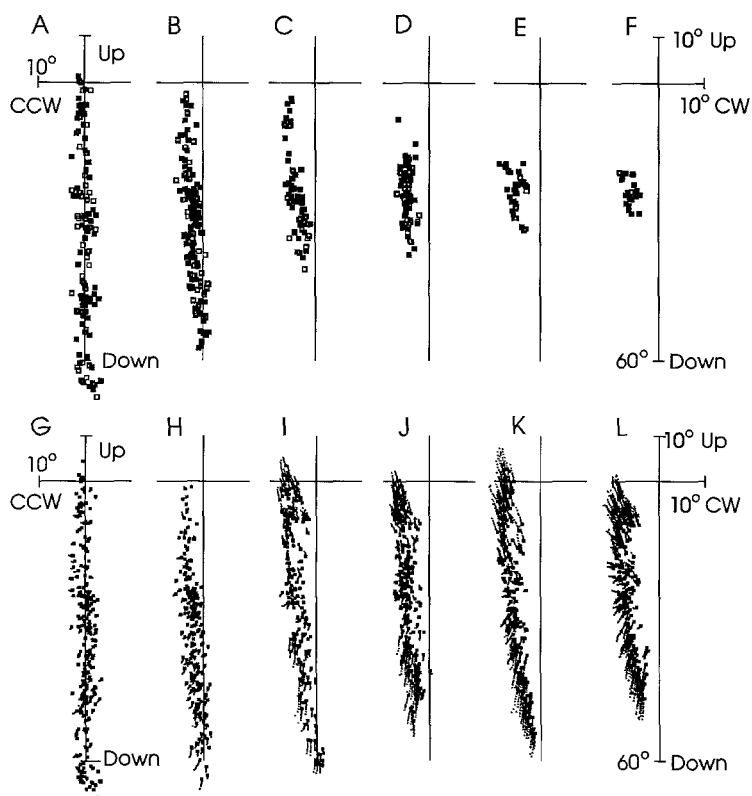 A B C D E F
Up 10° Up
10°
CCW 10° CW
Down 60° Down
G H I J K L
Up 10° Up
10°
CCW 10° CW
Down 60° Down